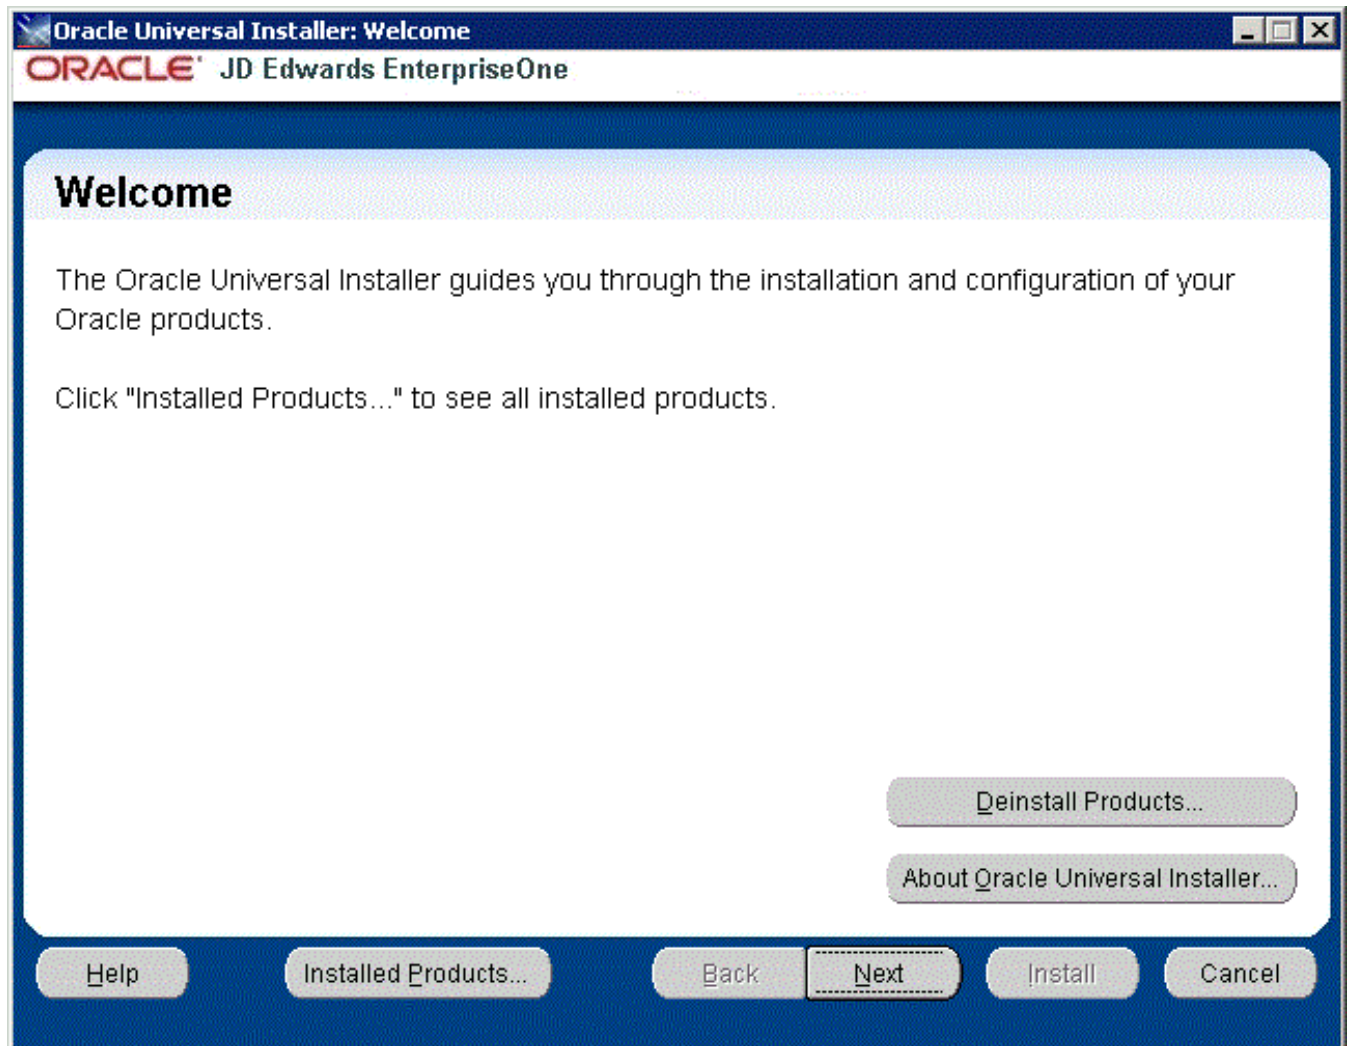 Oracle Universal Installer: Welcome
ORACLE JD Edwards EnterpriseOne
Welcome
The Oracle Universal Installer guides you through the installation and configuration of your
Oracle products.
Click "Installed Products..." to see all installed products.
Deinstall Products...
About Oracle Universal Installer...
Help Installed Products... Back Next Install Cancel